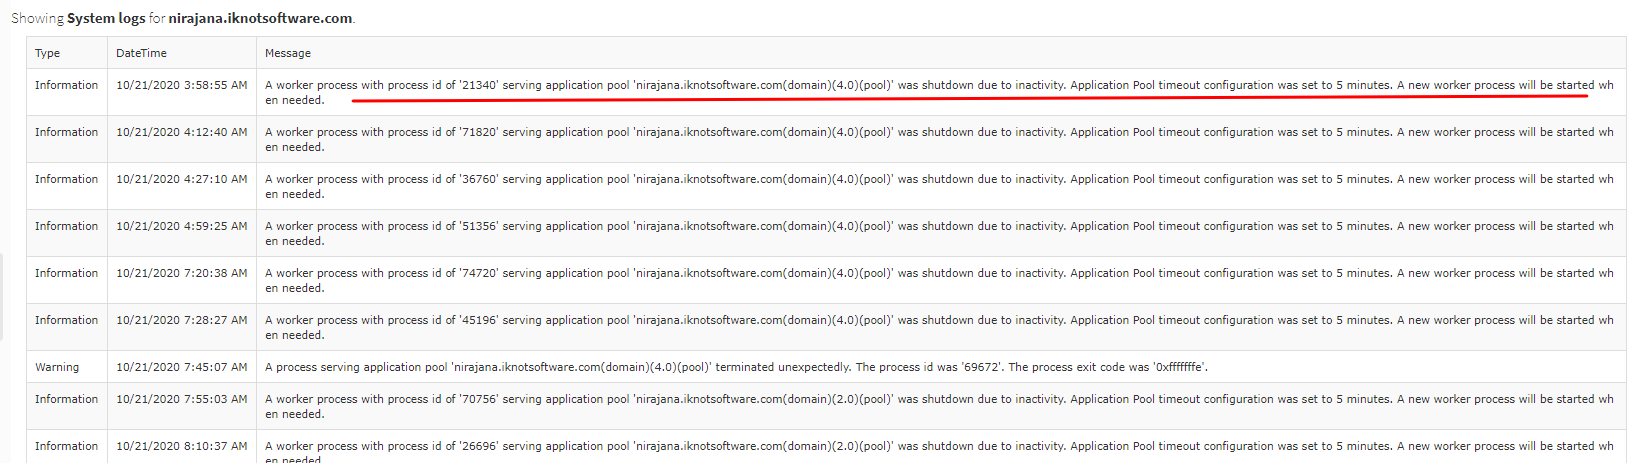 Showing System logs for nirajana.iknotsoftware.com.
Type DateTime Message
Information 10/21/2020 3:58:55 AM A worker process with process id of '21340' serving application pool 'nirajana.iknotsoftware.com(domain)(4.0)(pool)' was shutdown due to inactivity. Application Pool timeout configuration was set to 5 minutes. A new worker process will be started wh
en needed.
Information 10/21/2020 4:12:40 AM A worker process with process id of '71820' serving application pool 'nirajana.iknotsoftware.com(domain)(4.0)(pool)' was shutdown due to inactivity. Application Pool timeout configuration was set to 5 minutes. A new worker process will be started wh
en needed.
Information 10/21/2020 4:27:10 AM A worker process with process id of '36760' serving application pool 'nirajana.iknotsoftware.com(domain)(4.0)(pool)' was shutdown due to inactivity. Application Pool timeout configuration was set to 5 minutes. A new worker process will be started wh
en needed.
Information 10/21/2020 4:59:25 AM A worker process with process id of '51356' serving application pool 'nirajana.iknotsoftware.com(domain)(4.0)(pool)' was shutdown due to inactivity. Application Pool timeout configuration was set to 5 minutes. A new worker process will be started wh
en needed.
Information 10/21/2020 7:20:38 AM A worker process with process id of '74720' serving application pool 'nirajana.iknotsoftware.com(domain)(4.0)(pool)' was shutdown due to inactivity. Application Pool timeout configuration was set to 5 minutes. A new worker process will be started wh
en needed.
Information 10/21/2020 7:28:27 AM A worker process with process id of '45196' serving application pool 'nirajana.iknotsoftware.com(domain)(4.0)(pool)' was shutdown due to inactivity. Application Pool timeout configuration was set to 5 minutes. A new worker process will be started wh
en needed.
Warning 10/21/2020 7:45:07 AM A process serving application pool 'nirajana.iknotsoftware.com(domain)(4.0)(pool)' terminated unexpectedly. The process id was '69672'. The process exit code was '0xfffffffe'.
Information 10/21/2020 7:55:03 AM A worker process with process id of '70756' serving application pool 'nirajana.iknotsoftware.com(domain)(2.0)(pool)' was shutdown due to inactivity. Application Pool timeout configuration was set to 5 minutes. A new worker process will be started wh
en needed.
Information 10/21/2020 8:10:37 AM A worker process with process id of '26696' serving application pool 'nirajana.iknotsoftware.com(domain)(2.0)(pool)' was shutdown due to inactivity. Application Pool timeout configuration was set to 5 minutes. A new worker process will be started wh
en needed.